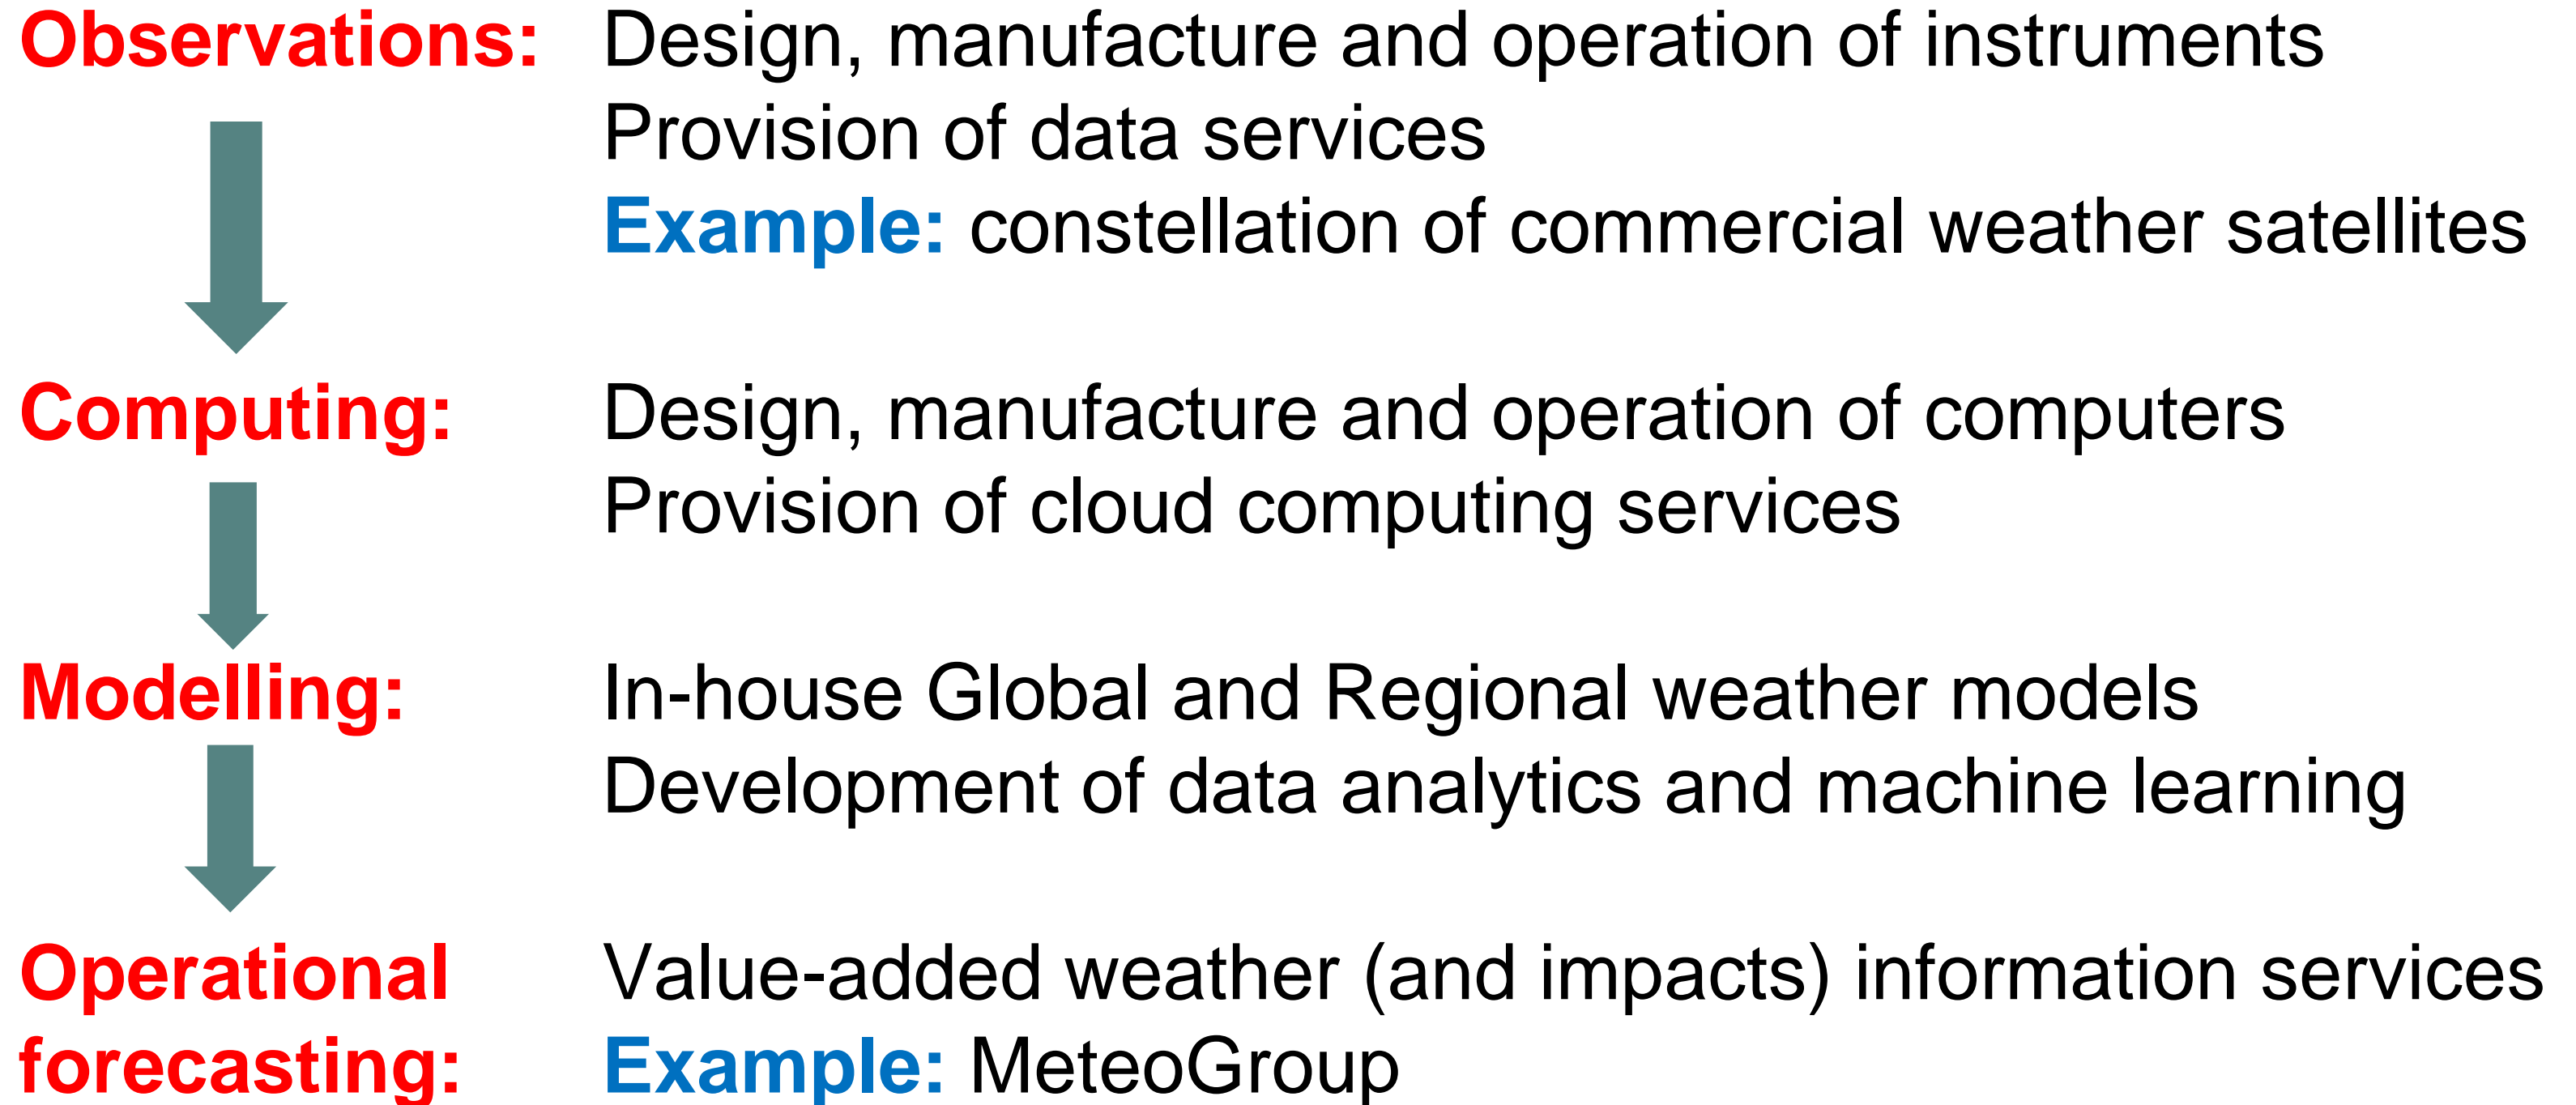 Observations: Design, manufacture and operation of instruments
Provision of data services
Example: constellation of commercial weather satellites
Computing: Design, manufacture and operation of computers
Provision of cloud computing services
Modelling: In-house Global and Regional weather models
Development of data analytics and machine learning
Operational Value-added weather (and impacts) information services
forecasting: Example: MeteoGroup